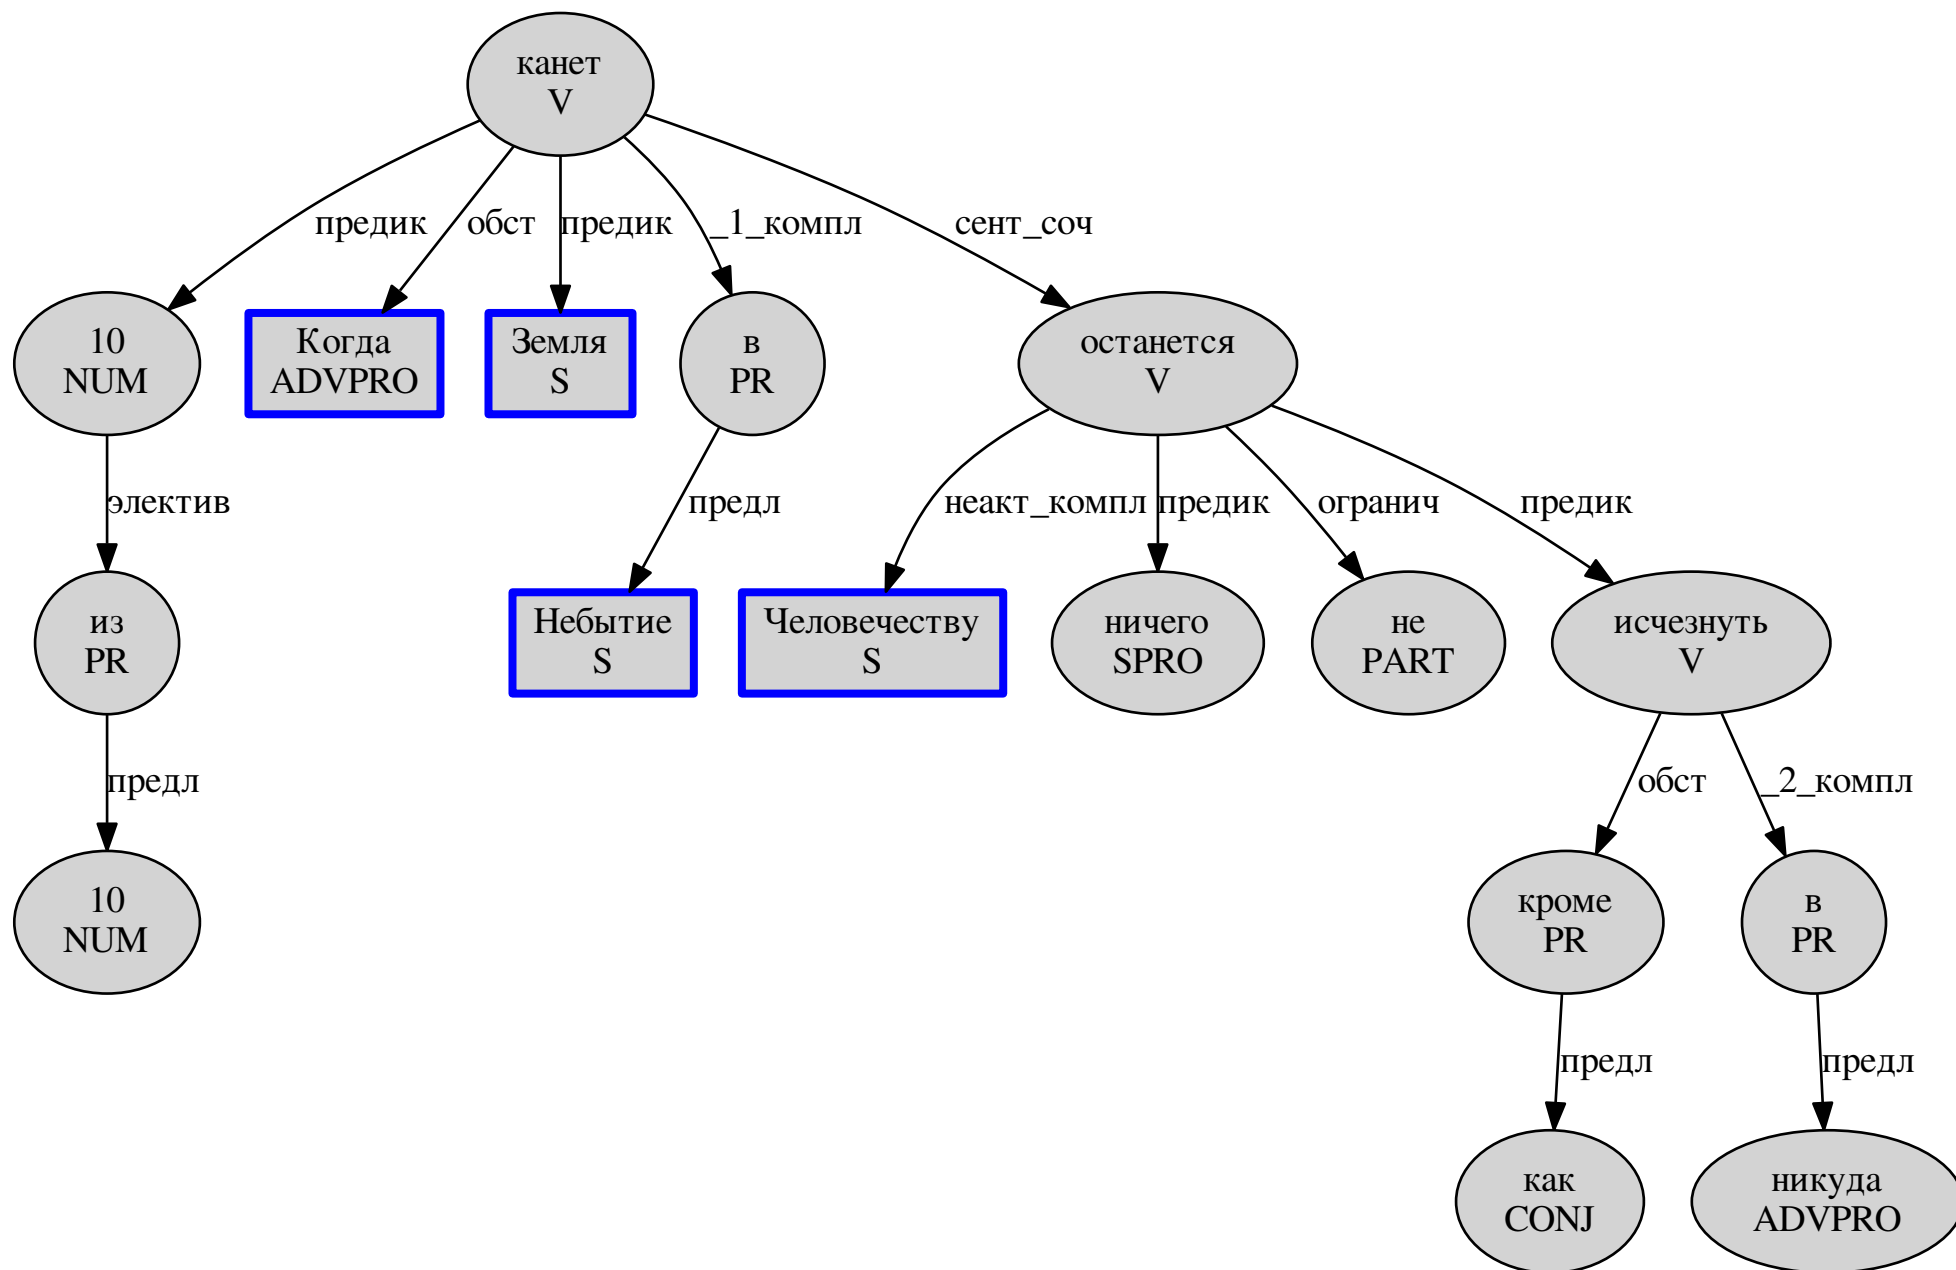 канет
V
предик
обст
предик
_1_компл
сент_соч
10
NUM
Когда
ADVPRO
Земля
S
в
PR
останется
V
электив
предл
неакт_компл
предик
огранич
предик
из
PR
Небытие
S
Человечеству
S
ничего
SPRO
не
PART
исчезнуть
V
предл
обст
_2_компл
10
NUM
кроме
PR
в
PR
предл
предл
как
CONJ
никуда
ADVPRO